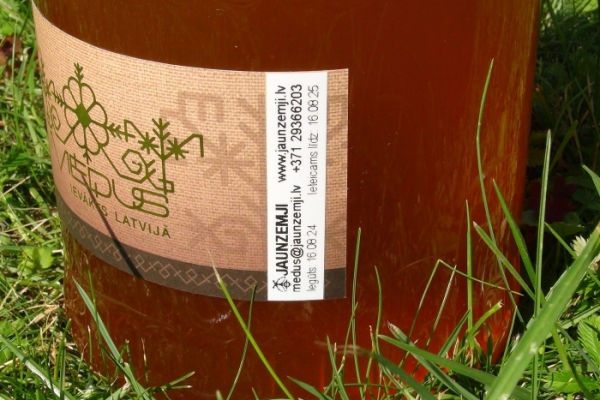 MEDUS
IEVĀKTS LATVIJĀ
JAUNZEMJI www.jaunzemji.lv
medus@jaunzemji.lv +371 29366203
Iegūts 16 08 24 Ieteicams līdz 16 08 25